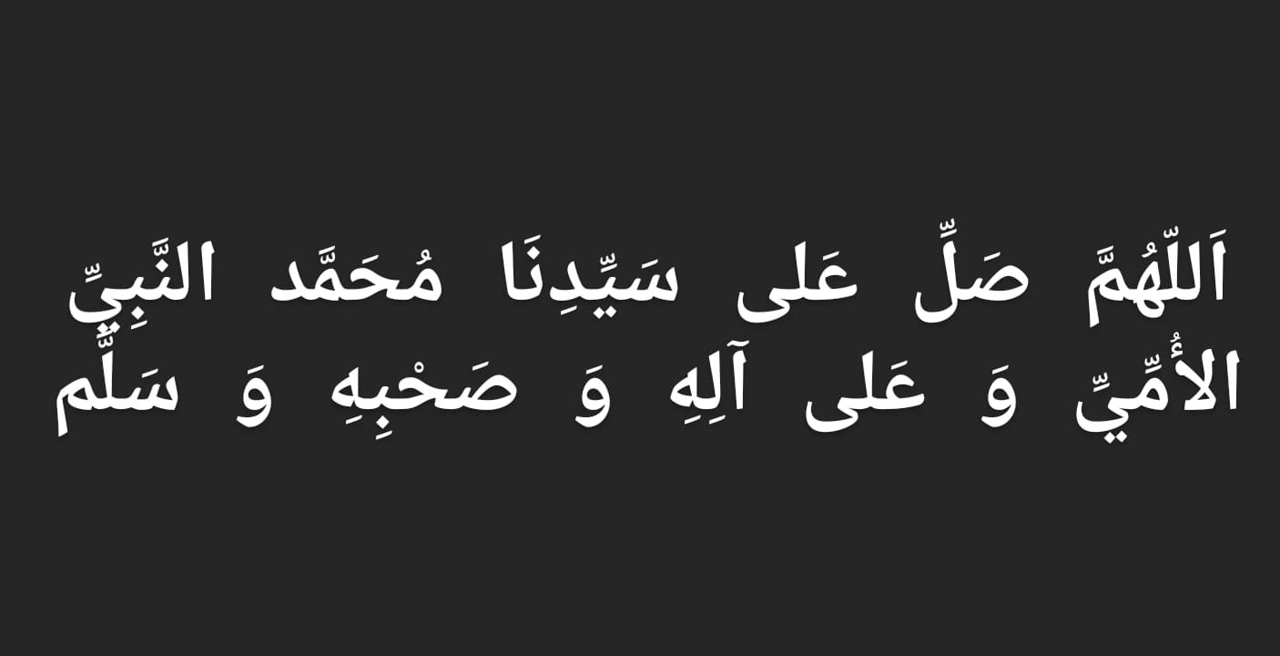 اَللّهُمَّ صَلِّ عَلى سَيِّدِنَا مُحَمَّد النَّبِيِّ
الأُمِّيِّ وَ عَلى آلِهِ وَ صَحْبِهِ وَ سَلَّم